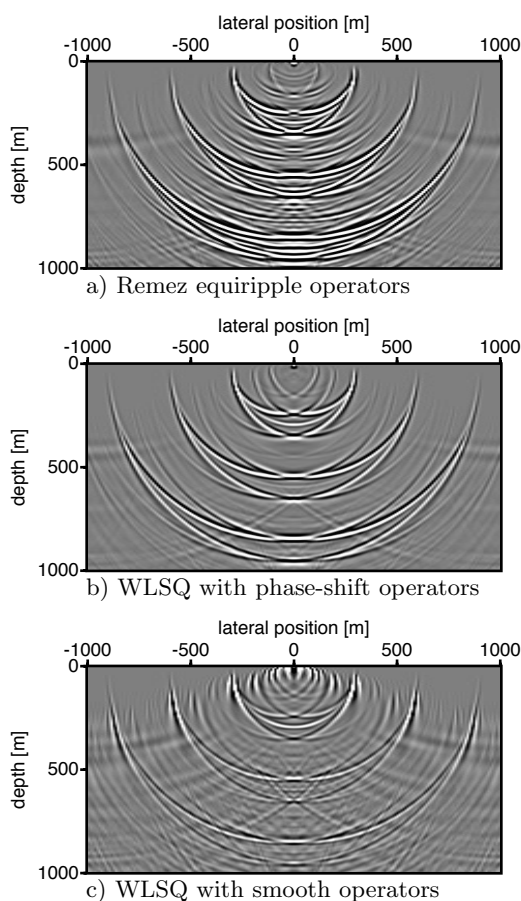 lateral position [m]
-1000 -500 0 500 1000
0
depth [m]
500
1000
a) Remez equiripple operators
lateral position [m]
-1000 -500 0 500 1000
0
depth [m]
500
1000
b) WLSQ with phase-shift operators
lateral position [m]
-1000 -500 0 500 1000
0
depth [m]
500
1000
c) WLSQ with smooth operators